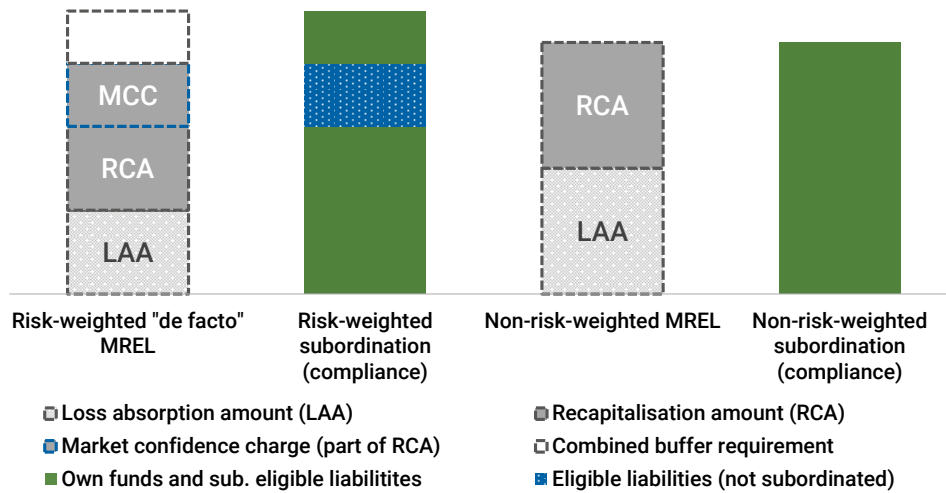 MCC
RCA
LAA
RCA
LAA
Risk-weighted "de facto"
MREL
Risk-weighted
subordination
(compliance)
Non-risk-weighted MREL
Non-risk-weighted
subordination
(compliance)
Loss absorption amount (LAA)
Recapitalisation amount (RCA)
Market confidence charge (part of RCA)
Combined buffer requirement
Own funds and sub. eligible liabilitites
Eligible liabilities (not subordinated)